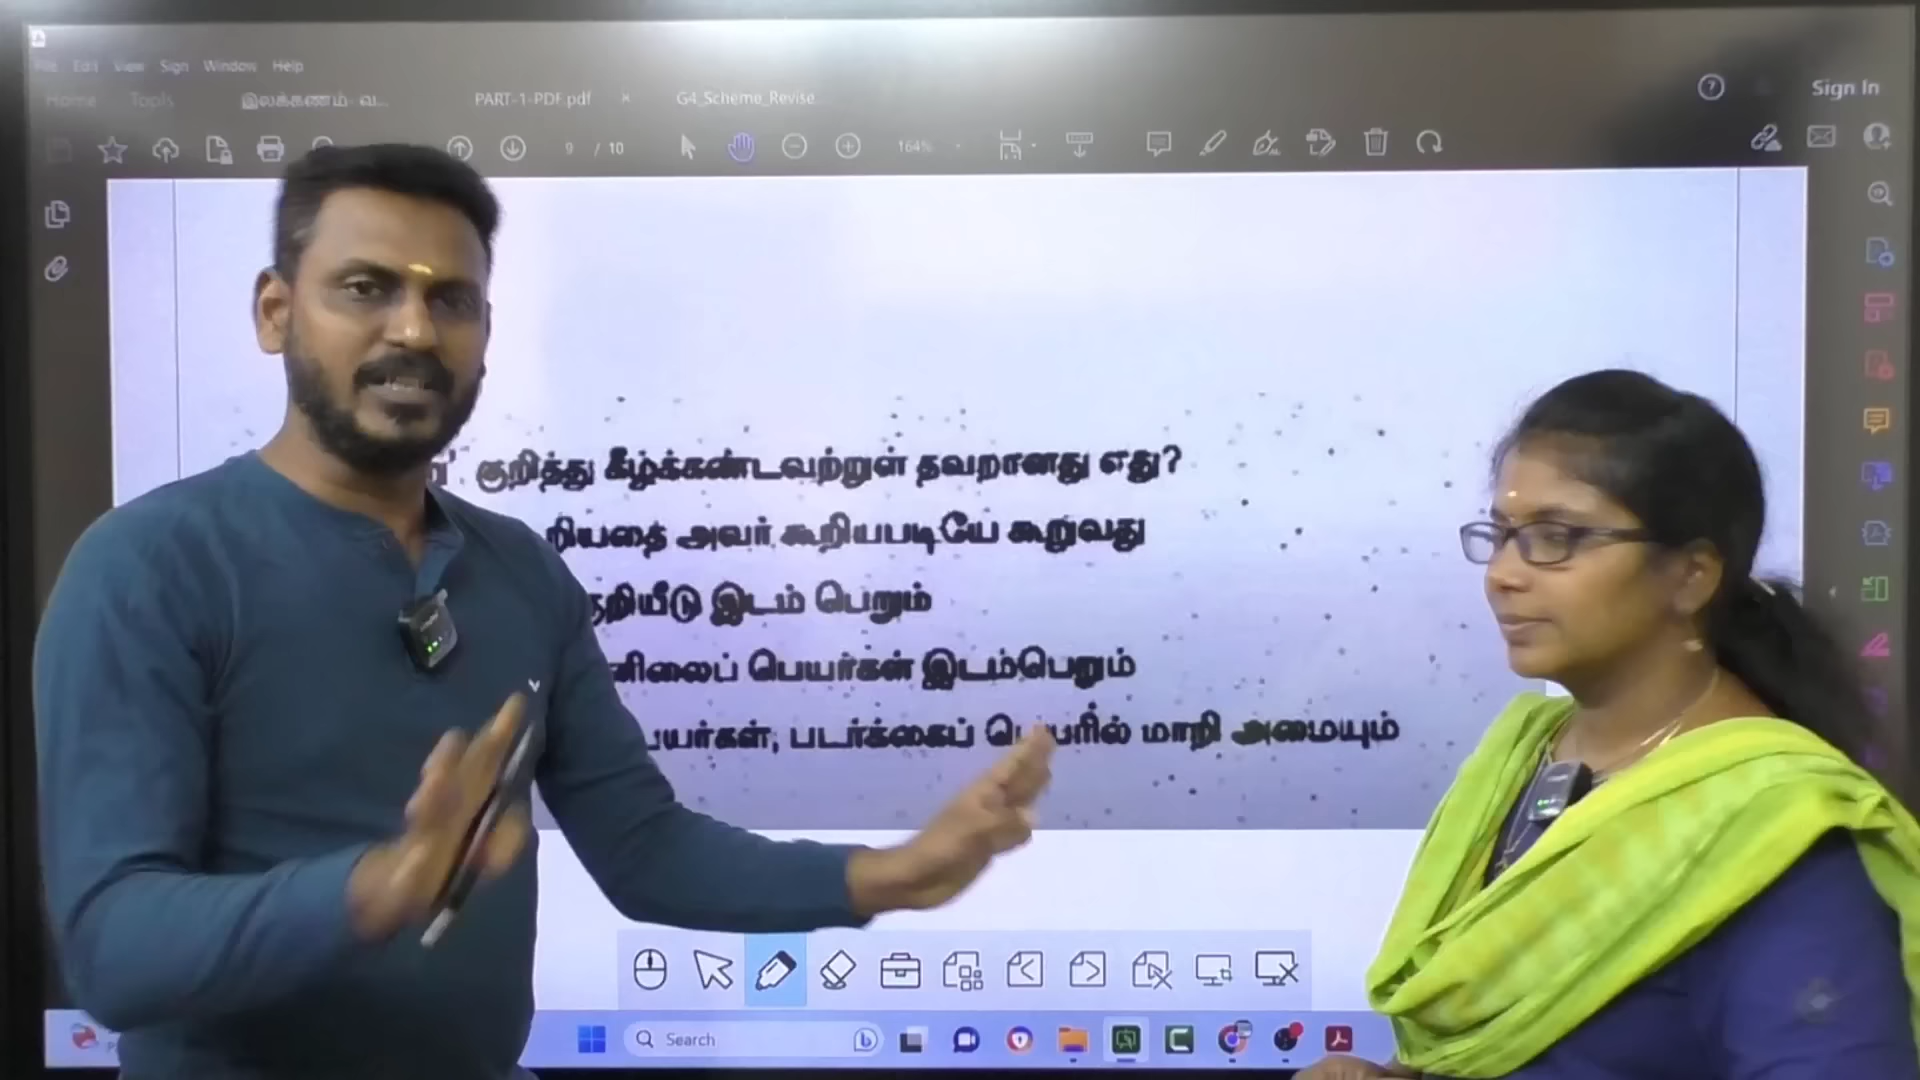 File Edit View Sign Window Help
Home Tools இலக்கணம்- வ... PART-1-PDF.pdf × G4_Scheme_Revise... Sign In
9 / 10 164%
குறித்து கீழ்க்கண்டவற்றுள் தவறானது எது?
றியதை அவர் கூறியபடியே கூறுவது
குறியீடு இடம் பெறும்
னிலைப் பெயர்கள் இடம்பெறும்
பெயர்கள், படர்க்கைப் பெயரில் மாறி அமையும்
Search